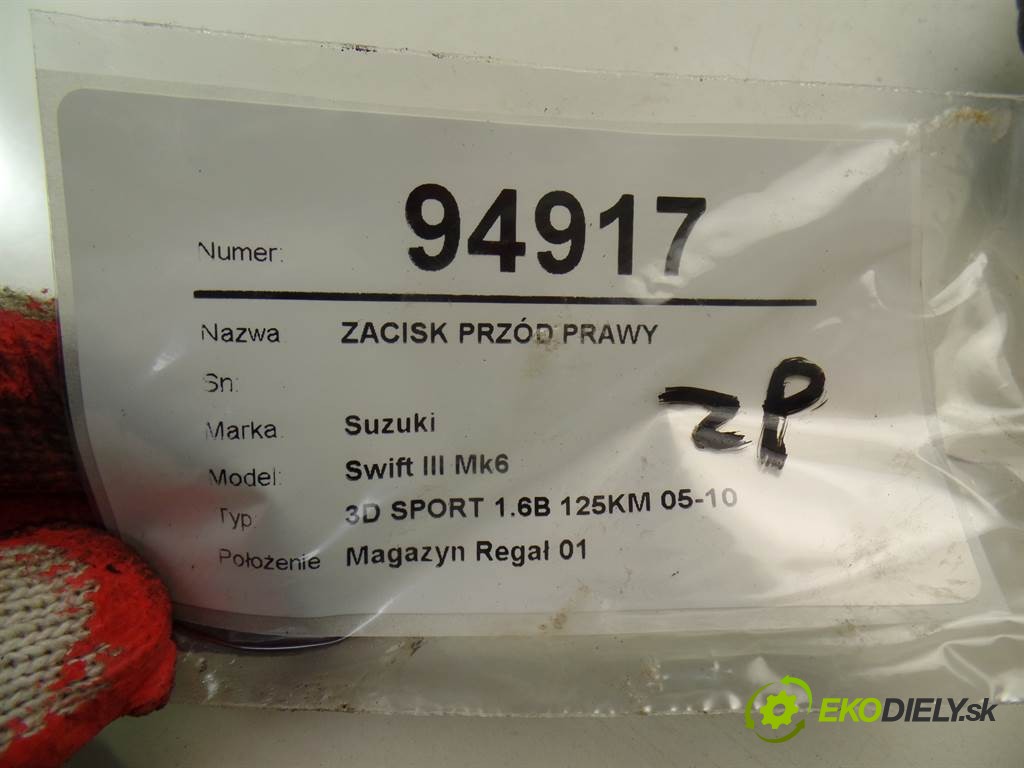 Numer: 94917
Nazwa ZACISK PRZÓD PRAWY
Sn:
Marka Suzuki
Model: Swift III Mk6
Typ: 3D SPORT 1.6B 125KM 05-10
Położenie Magazyn Regał 01
ZP
EKODIELY.sk